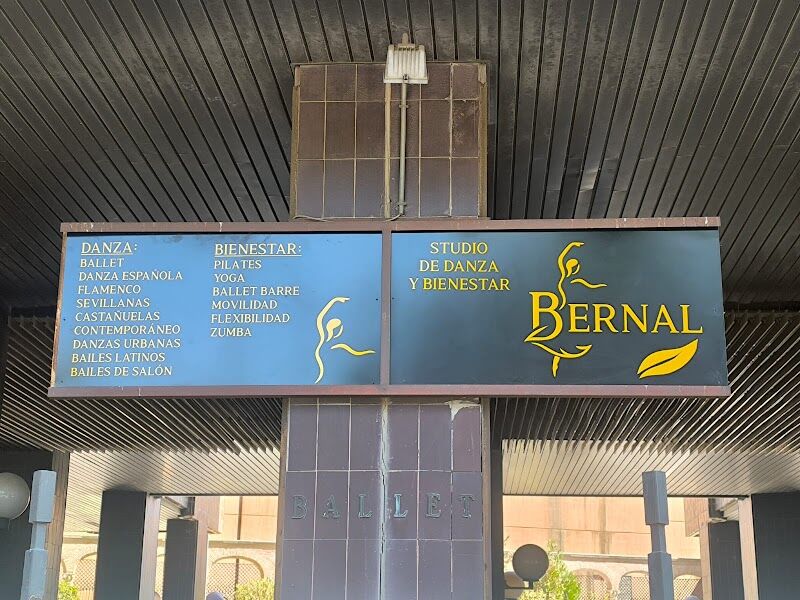 DANZA:
BALLET
DANZA ESPAÑOLA
FLAMENCO
SEVILLANAS
CASTAÑUELAS
CONTEMPORÁNEO
DANZAS URBANAS
BAILES LATINOS
BAILES DE SALÓN
BIENESTAR:
PILATES
YOGA
BALLET BARRE
MOVILIDAD
FLEXIBILIDAD
ZUMBA
STUDIO
DE DANZA
Y BIENESTAR
BERNAL
BALLET